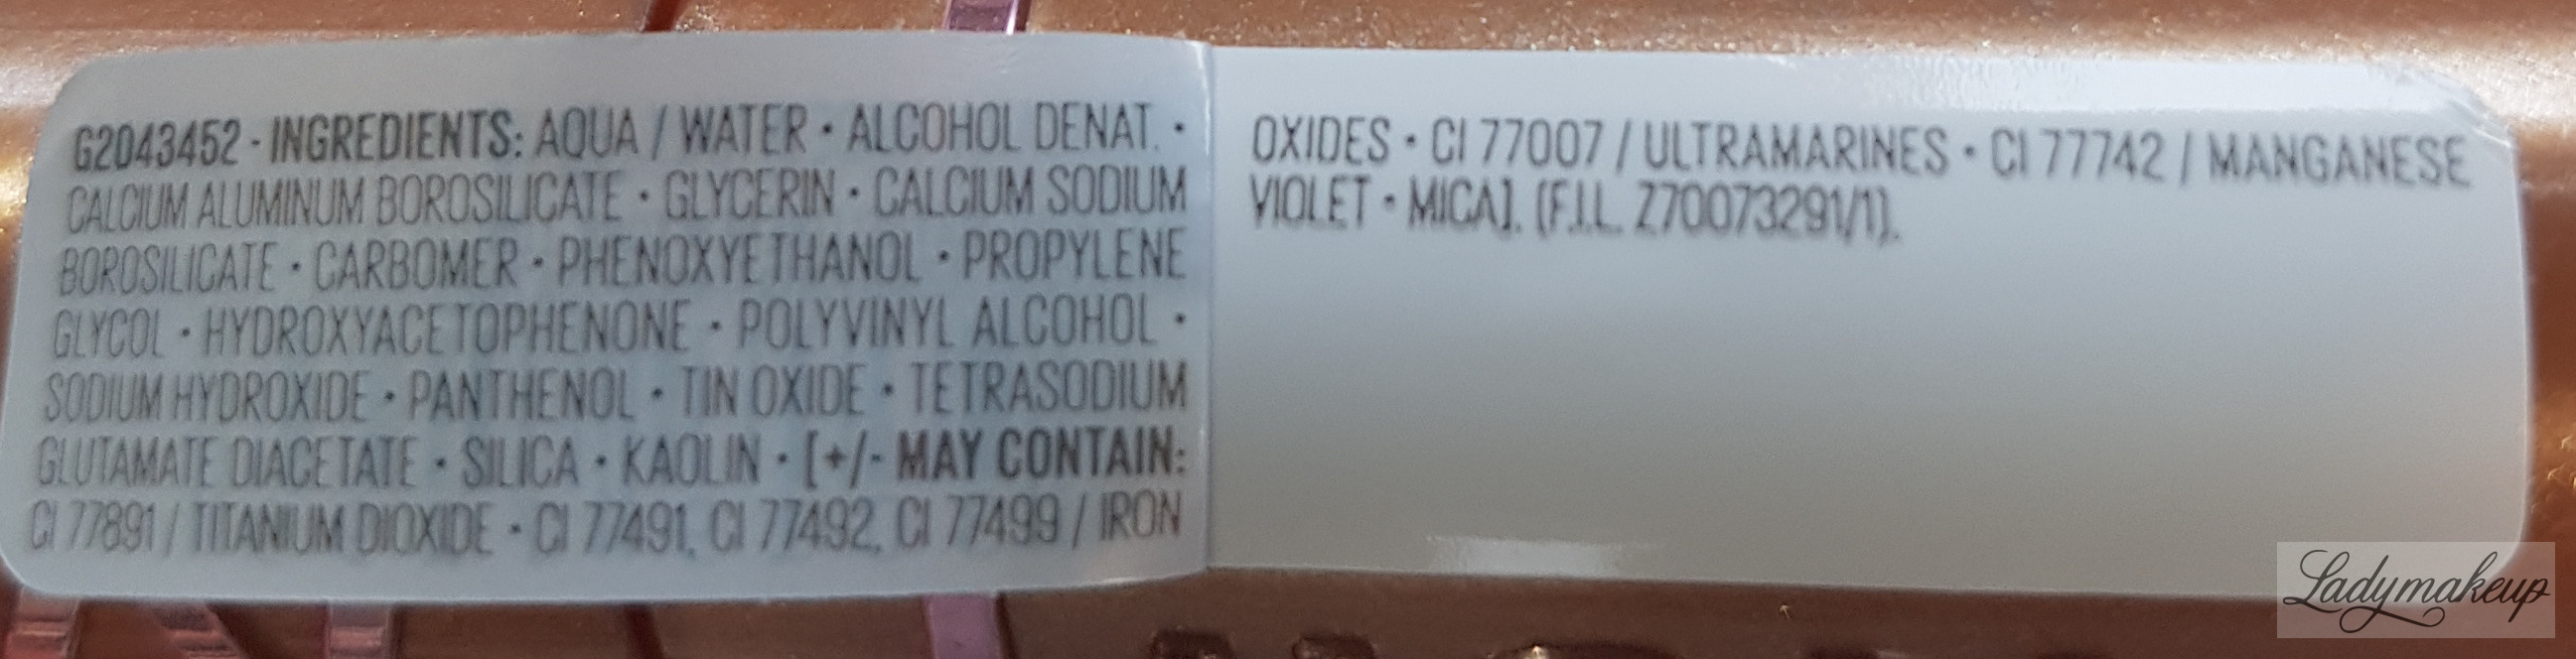 G2043452 - INGREDIENTS: AQUA / WATER • ALCOHOL DENAT. •
CALCIUM ALUMINUM BOROSILICATE • GLYCERIN • CALCIUM SODIUM
BOROSILICATE • CARBOMER • PHENOXYETHANOL • PROPYLENE
GLYCOL • HYDROXYACETOPHENONE • POLYVINYL ALCOHOL •
SODIUM HYDROXIDE • PANTHENOL • TIN OXIDE • TETRASODIUM
GLUTAMATE DIACETATE • SILICA • KAOLIN • [+/- MAY CONTAIN:
CI 77891 / TITANIUM DIOXIDE • CI 77491, CI 77492, CI 77499 / IRON
OXIDES • CI 77007 / ULTRAMARINES • CI 77742 / MANGANESE
VIOLET • MICA]. (F.I.L. Z70073291/1).
Ladymakeup